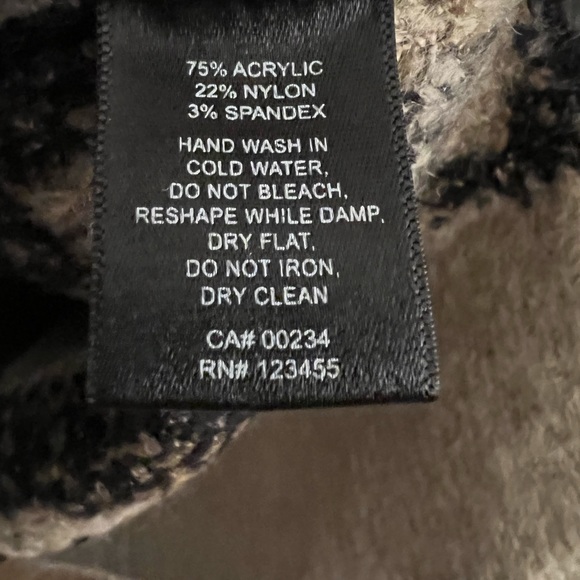 75% ACRYLIC
22% NYLON
3% SPANDEX
HAND WASH IN
COLD WATER,
DO NOT BLEACH,
RESHAPE WHILE DAMP,
DRY FLAT,
DO NOT IRON,
DRY CLEAN
CA# 00234
RN# 123455